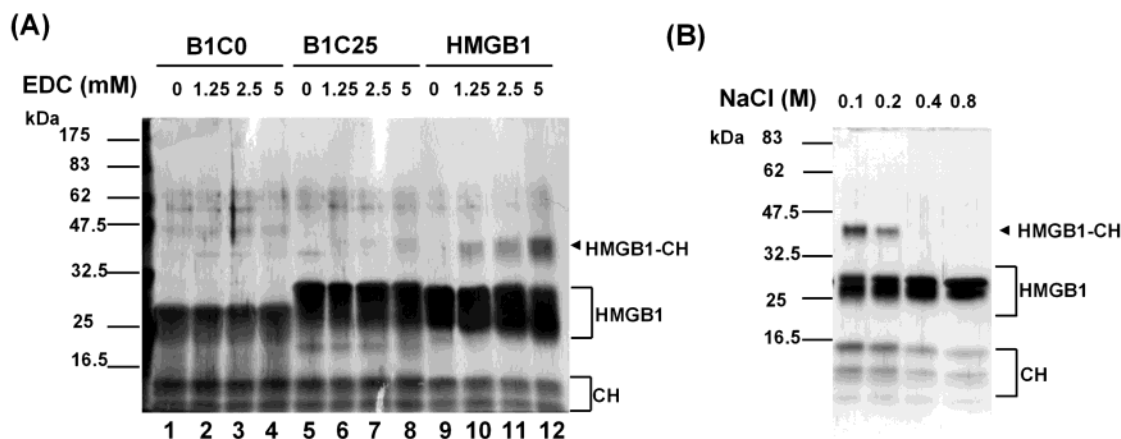 (A)
B1C0 B1C25 HMGB1
EDC (mM) 0 1.25 2.5 5 0 1.25 2.5 5 0 1.25 2.5 5
kDa
175
83
62
47.5
32.5
25
16.5
HMGB1-CH
HMGB1
CH
1 2 3 4 5 6 7 8 9 10 11 12
(B)
NaCl (M) 0.1 0.2 0.4 0.8
kDa
83
62
47.5
32.5
25
16.5
HMGB1-CH
HMGB1
CH